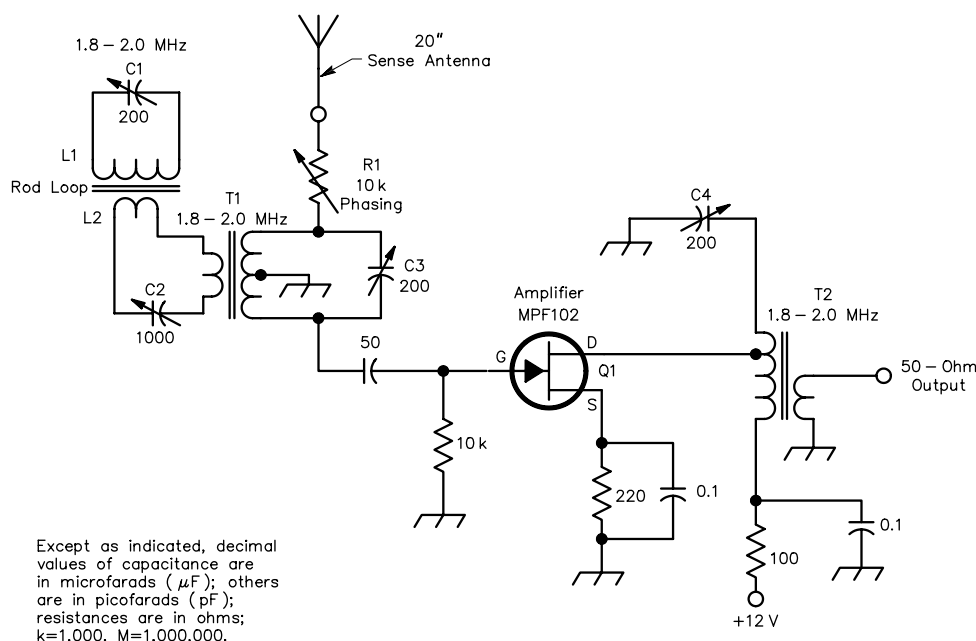 1.8 – 2.0 MHz
C1
200
L1
Rod Loop
L2
T1
1.8 – 2.0 MHz
C2
1000
20"
Sense Antenna
R1
10 k
Phasing
C3
200
50
10 k
Amplifier
MPF102
G
D
Q1
S
220
0.1
C4
200
T2
1.8 – 2.0 MHz
50 – Ohm
Output
0.1
100
+12 V
Except as indicated, decimal
values of capacitance are
in microfarads ( μF ); others
are in picofarads ( pF );
resistances are in ohms;
k=1,000, M=1,000,000.